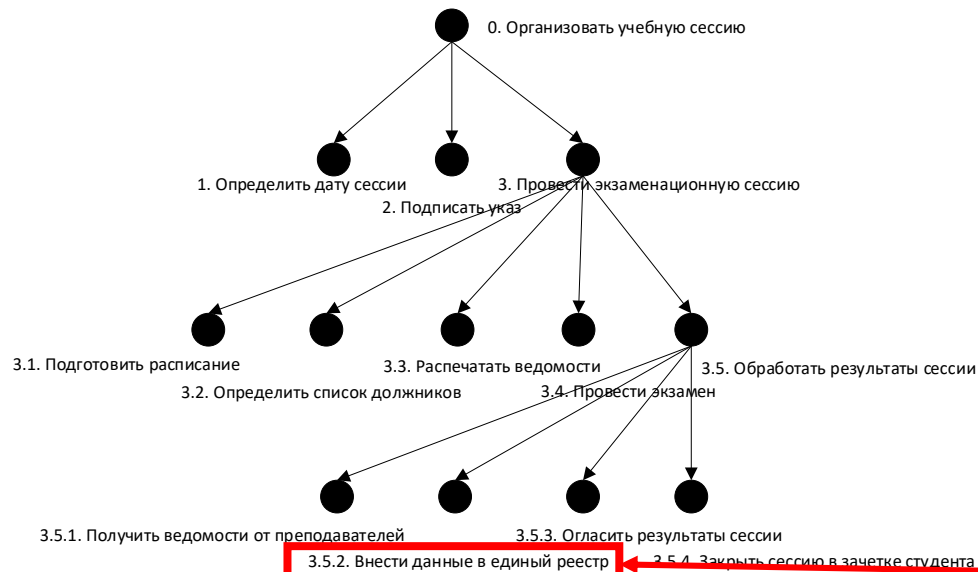 0. Организовать учебную сессию
1. Определить дату сессии
2. Подписать указ
3. Провести экзаменационную сессию
3.1. Подготовить расписание
3.2. Определить список должников
3.3. Распечатать ведомости
3.4. Провести экзамен
3.5. Обработать результаты сессии
3.5.1. Получить ведомости от преподавателей
3.5.2. Внести данные в единый реестр
3.5.3. Огласить результаты сессии
3.5.4. Закрыть сессию в зачетке студента